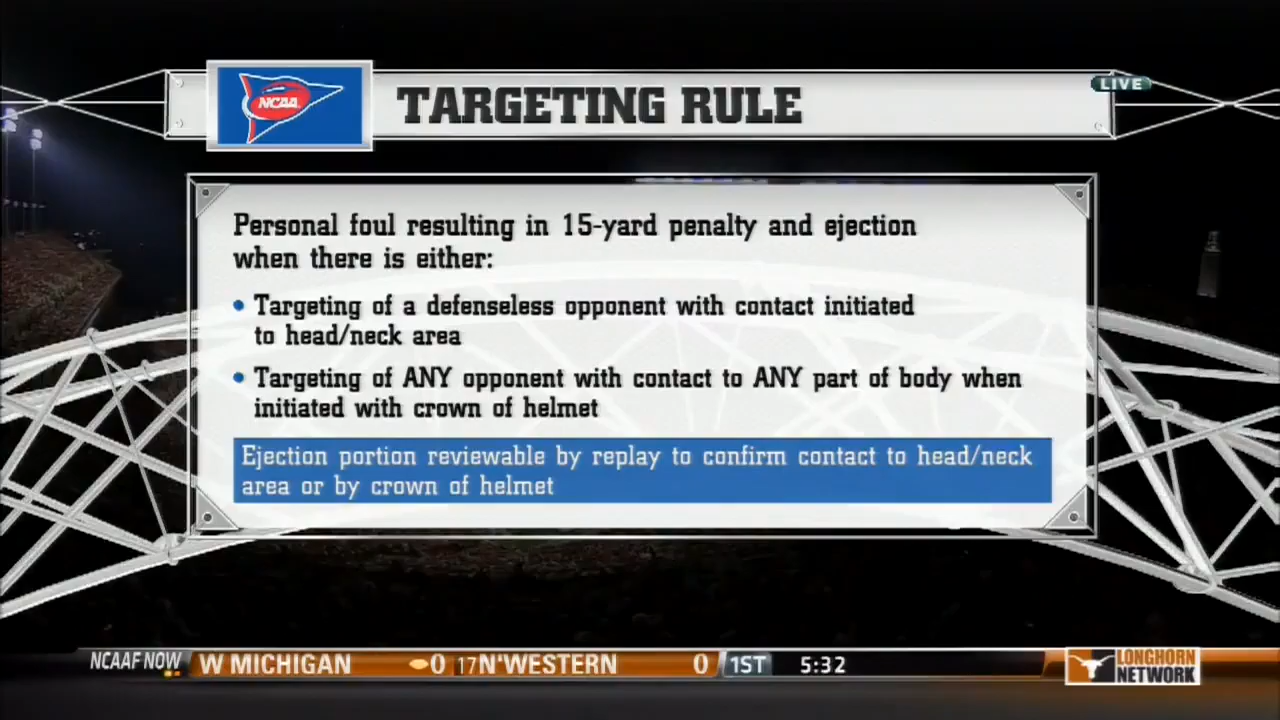 NCAA
TARGETING RULE
LIVE
Personal foul resulting in 15-yard penalty and ejection
when there is either:
• Targeting of a defenseless opponent with contact initiated
to head/neck area
• Targeting of ANY opponent with contact to ANY part of body when
initiated with crown of helmet
Ejection portion reviewable by replay to confirm contact to head/neck
area or by crown of helmet
NCAAF NOW W MICHIGAN 0 17 N'WESTERN 0 1ST 5:32
LONGHORN
NETWORK